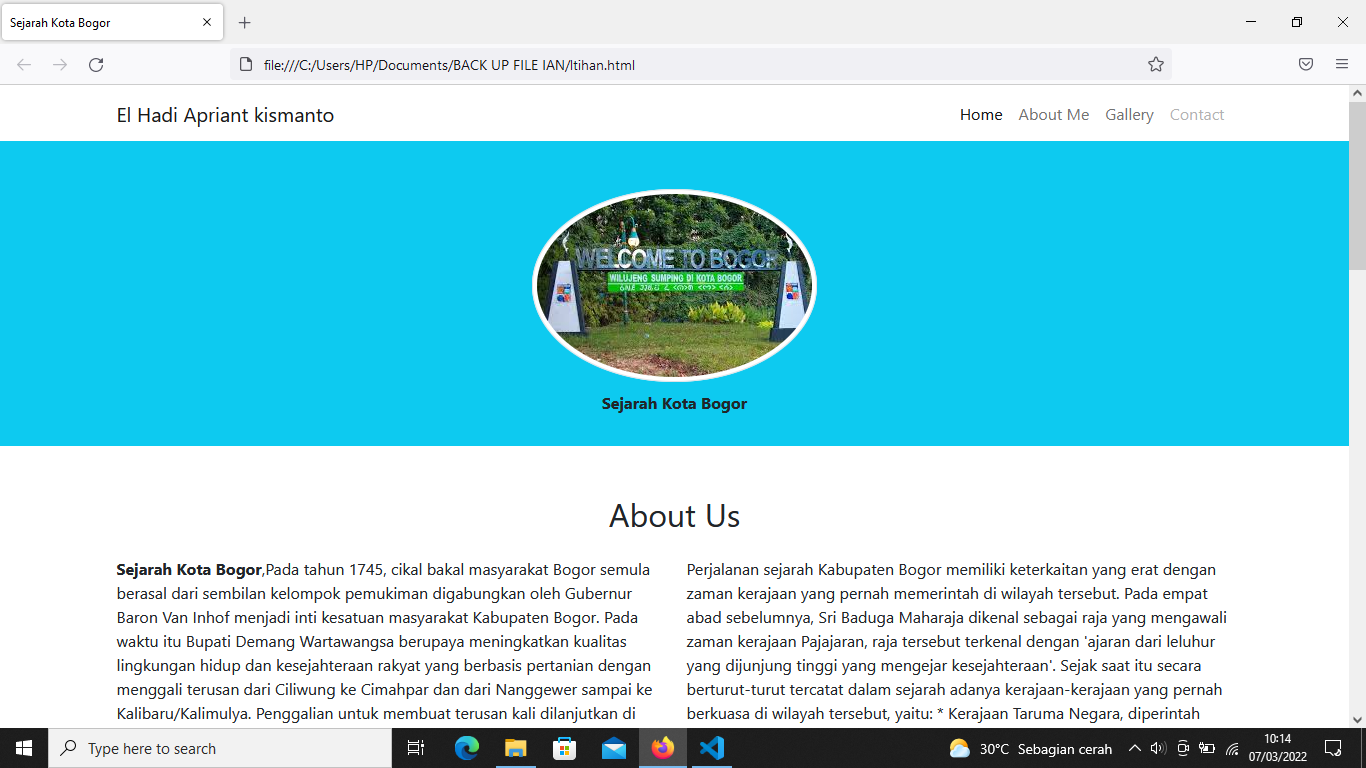 Sejarah Kota Bogor
file:///C:/Users/HP/Documents/BACK UP FILE IAN/ltihan.html
El Hadi Apriant kismanto
Home About Me Gallery Contact
WELCOME TO BOGOR
WILUJENG SUMPING DI KOTA BOGOR
Sejarah Kota Bogor
About Us
Sejarah Kota Bogor,Pada tahun 1745, cikal bakal masyarakat Bogor semula
berasal dari sembilan kelompok pemukiman digabungkan oleh Gubernur
Baron Van Inhof menjadi inti kesatuan masyarakat Kabupaten Bogor. Pada
waktu itu Bupati Demang Wartawangsa berupaya meningkatkan kualitas
lingkungan hidup dan kesejahteraan rakyat yang berbasis pertanian dengan
menggali terusan dari Ciliwung ke Cimahpar dan dari Nanggewer sampai ke
Kalibaru/Kalimulya. Penggalian untuk membuat terusan kali dilanjutkan di
Perjalanan sejarah Kabupaten Bogor memiliki keterkaitan yang erat dengan
zaman kerajaan yang pernah memerintah di wilayah tersebut. Pada empat
abad sebelumnya, Sri Baduga Maharaja dikenal sebagai raja yang mengawali
zaman kerajaan Pajajaran, raja tersebut terkenal dengan 'ajaran dari leluhur
yang dijunjung tinggi yang mengejar kesejahteraan'. Sejak saat itu secara
berturut-turut tercatat dalam sejarah adanya kerajaan-kerajaan yang pernah
berkuasa di wilayah tersebut, yaitu: * Kerajaan Taruma Negara, diperintah
Type here to search
30°C Sebagian cerah
10:14
07/03/2022